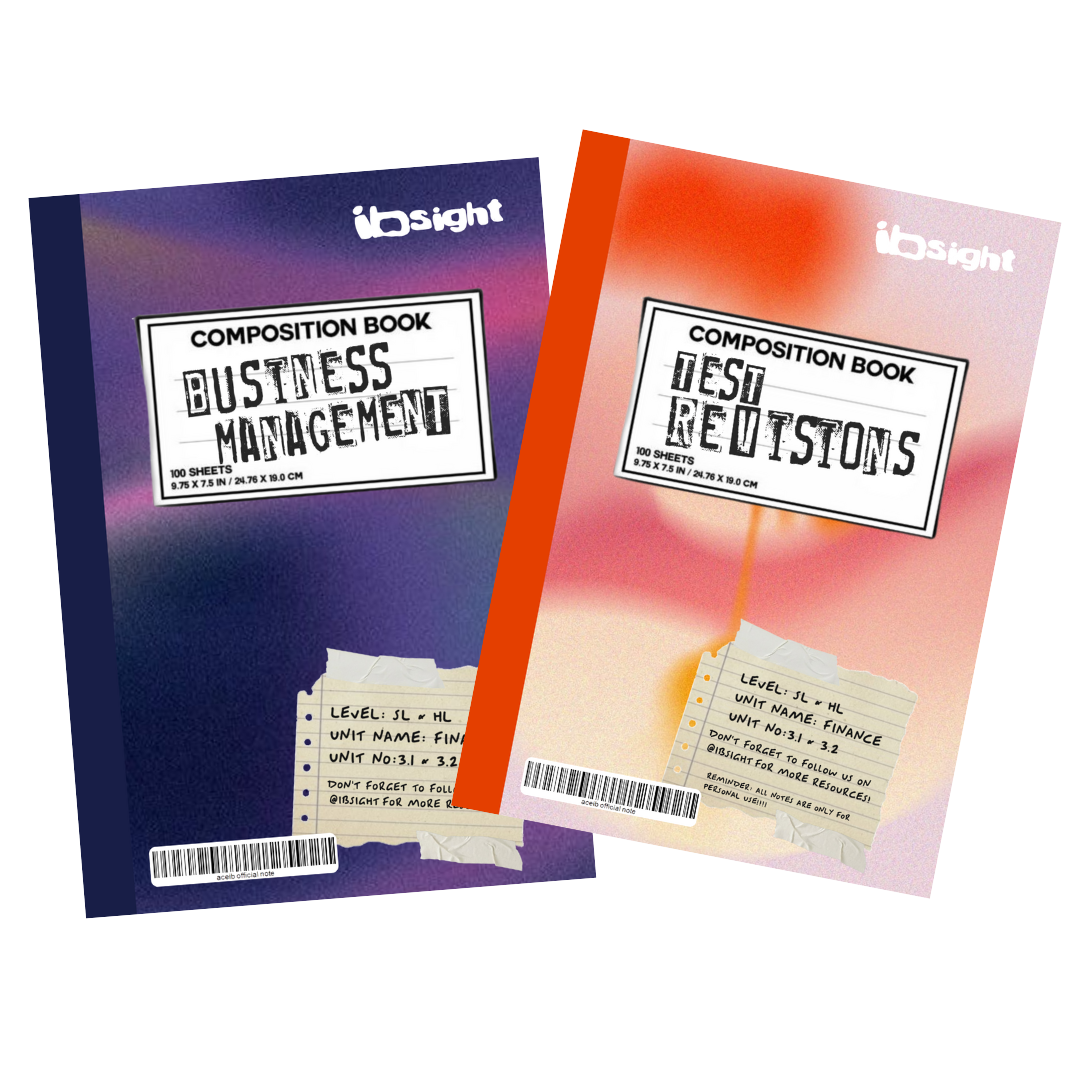 ibsight
COMPOSITION BOOK
BUSINESS
MANAGEMENT
100 SHEETS
9.75 X 7.5 IN / 24.76 X 19.0 CM
LEVEL: SL & HL
UNIT NAME:
UNIT NO:3.1 & 3.2
DON'T FORGET TO
@IBSIGHT FOR MORE
aceib official note
ibsight
COMPOSITION BOOK
TEST
REVISIONS
100 SHEETS
9.75 X 7.5 IN / 24.76 X 19.0 CM
LEVEL: SL & HL
UNIT NAME: FINANCE
UNIT NO:3.1 & 3.2
DON'T FORGET TO FOLLOW US ON
@IBSIGHT FOR MORE RESOURCES!
REMINDER: ALL NOTES ARE ONLY FOR
PERSONAL USE!!!!
aceib official note